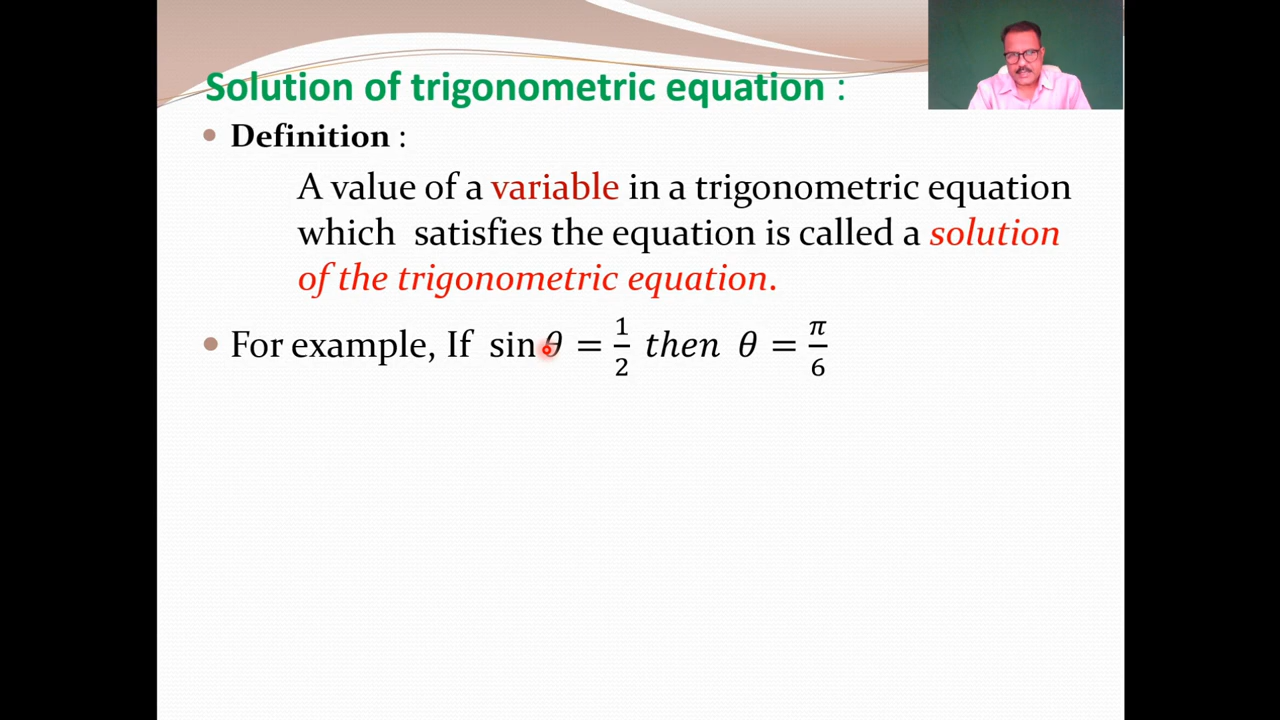 Solution of trigonometric equation :
• Definition :
A value of a variable in a trigonometric equation
which satisfies the equation is called a solution
of the trigonometric equation.
• For example, If sin θ = 1/2 then θ = π/6